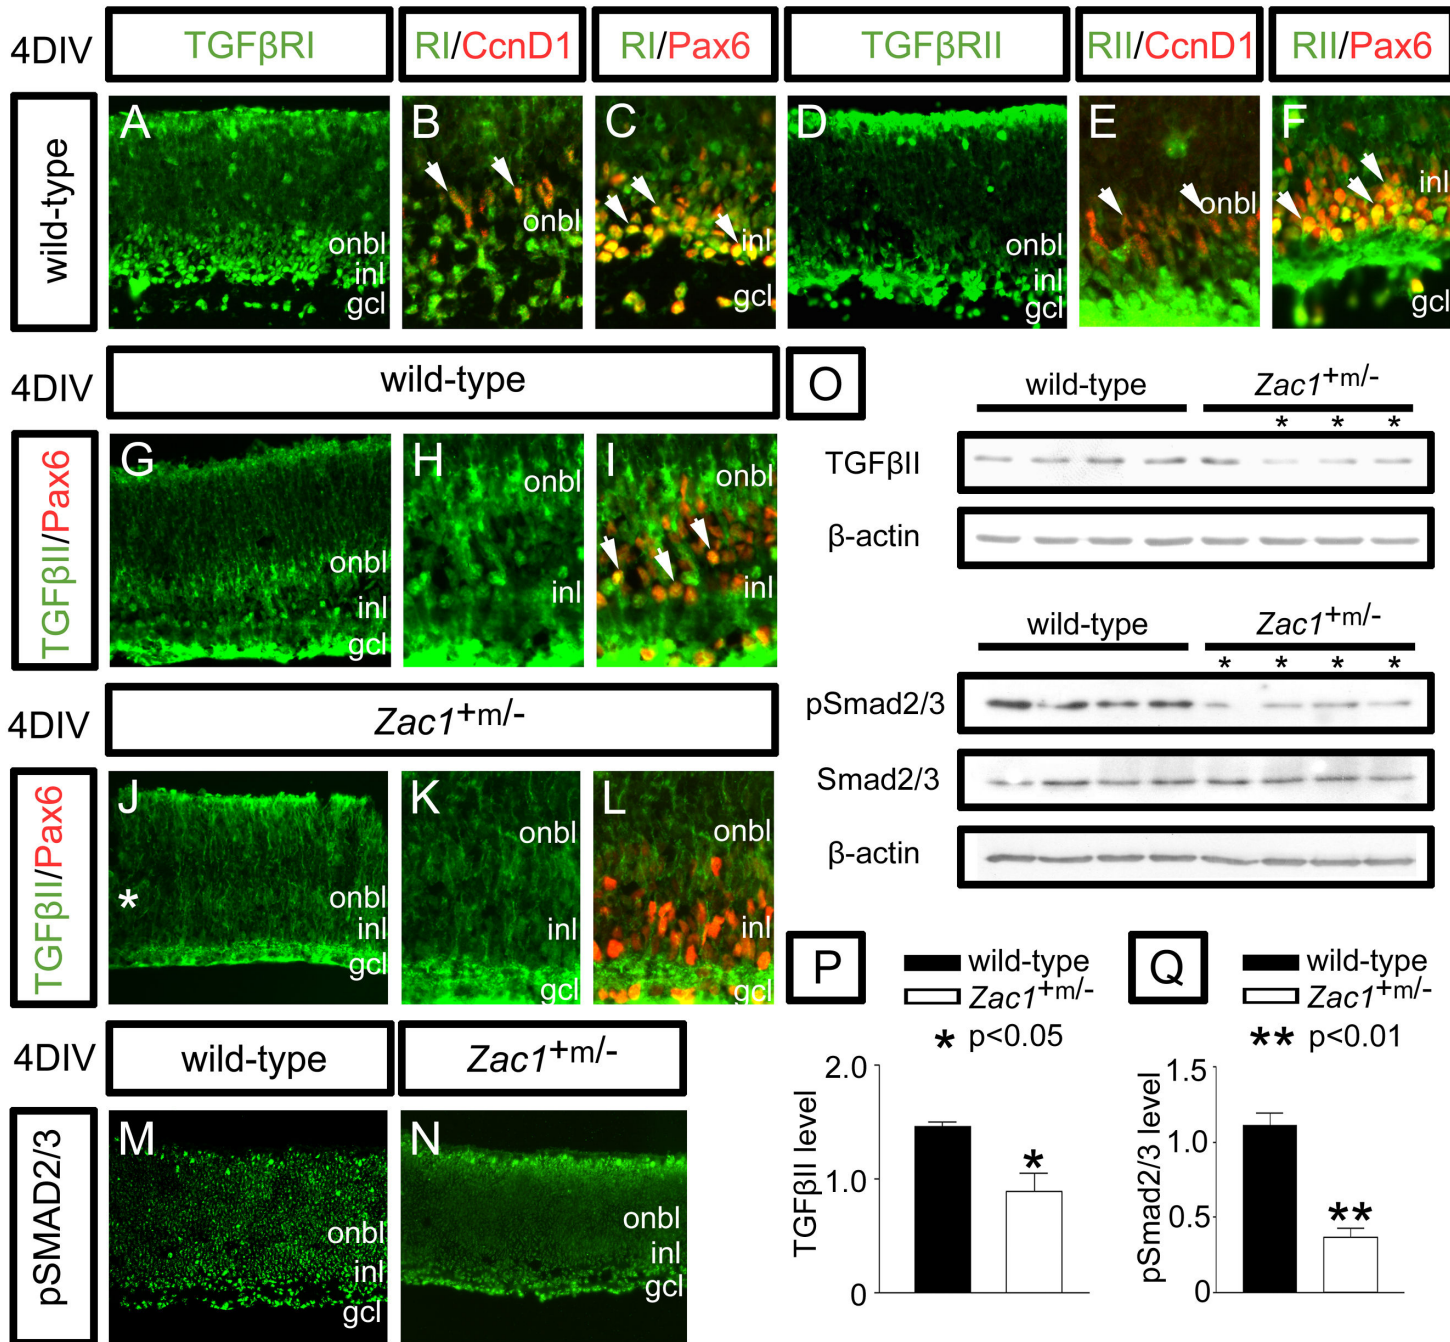 4DIV TGFβRI RI/CcnD1 RI/Pax6 TGFβRII RII/CcnD1 RII/Pax6
wild-type
A B C D E F
onbl inl gcl
onbl
inl gcl
onbl inl gcl
onbl
inl gcl
4DIV wild-type
TGFβII/Pax6
G H I
onbl inl gcl
onbl inl
onbl inl
4DIV Zac1+m/-
TGFβII/Pax6
J K L
*
onbl inl gcl
onbl inl gcl
onbl inl gcl
4DIV wild-type Zac1+m/-
pSMAD2/3
M N
onbl inl gcl
onbl inl gcl
O
wild-type Zac1+m/-
* * *
TGFβII
β-actin
wild-type Zac1+m/-
* * * *
pSmad2/3
Smad2/3
β-actin
P
wild-type
Zac1+m/-
* p<0.05
TGFβII level
2.0
1.0
0
*
Q
wild-type
Zac1+m/-
** p<0.01
pSmad2/3 level
1.5
1.0
0.5
0
**